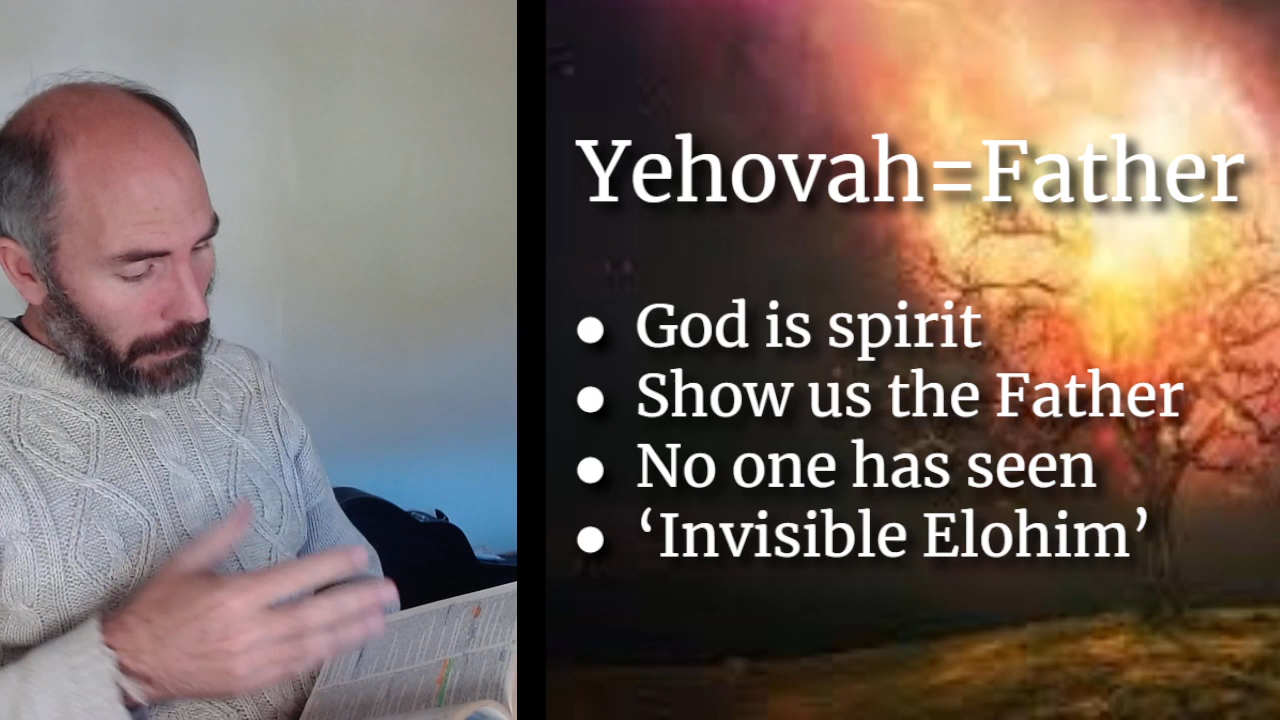 Yehovah=Father
● God is spirit
● Show us the Father
● No one has seen
● ‘Invisible Elohim’